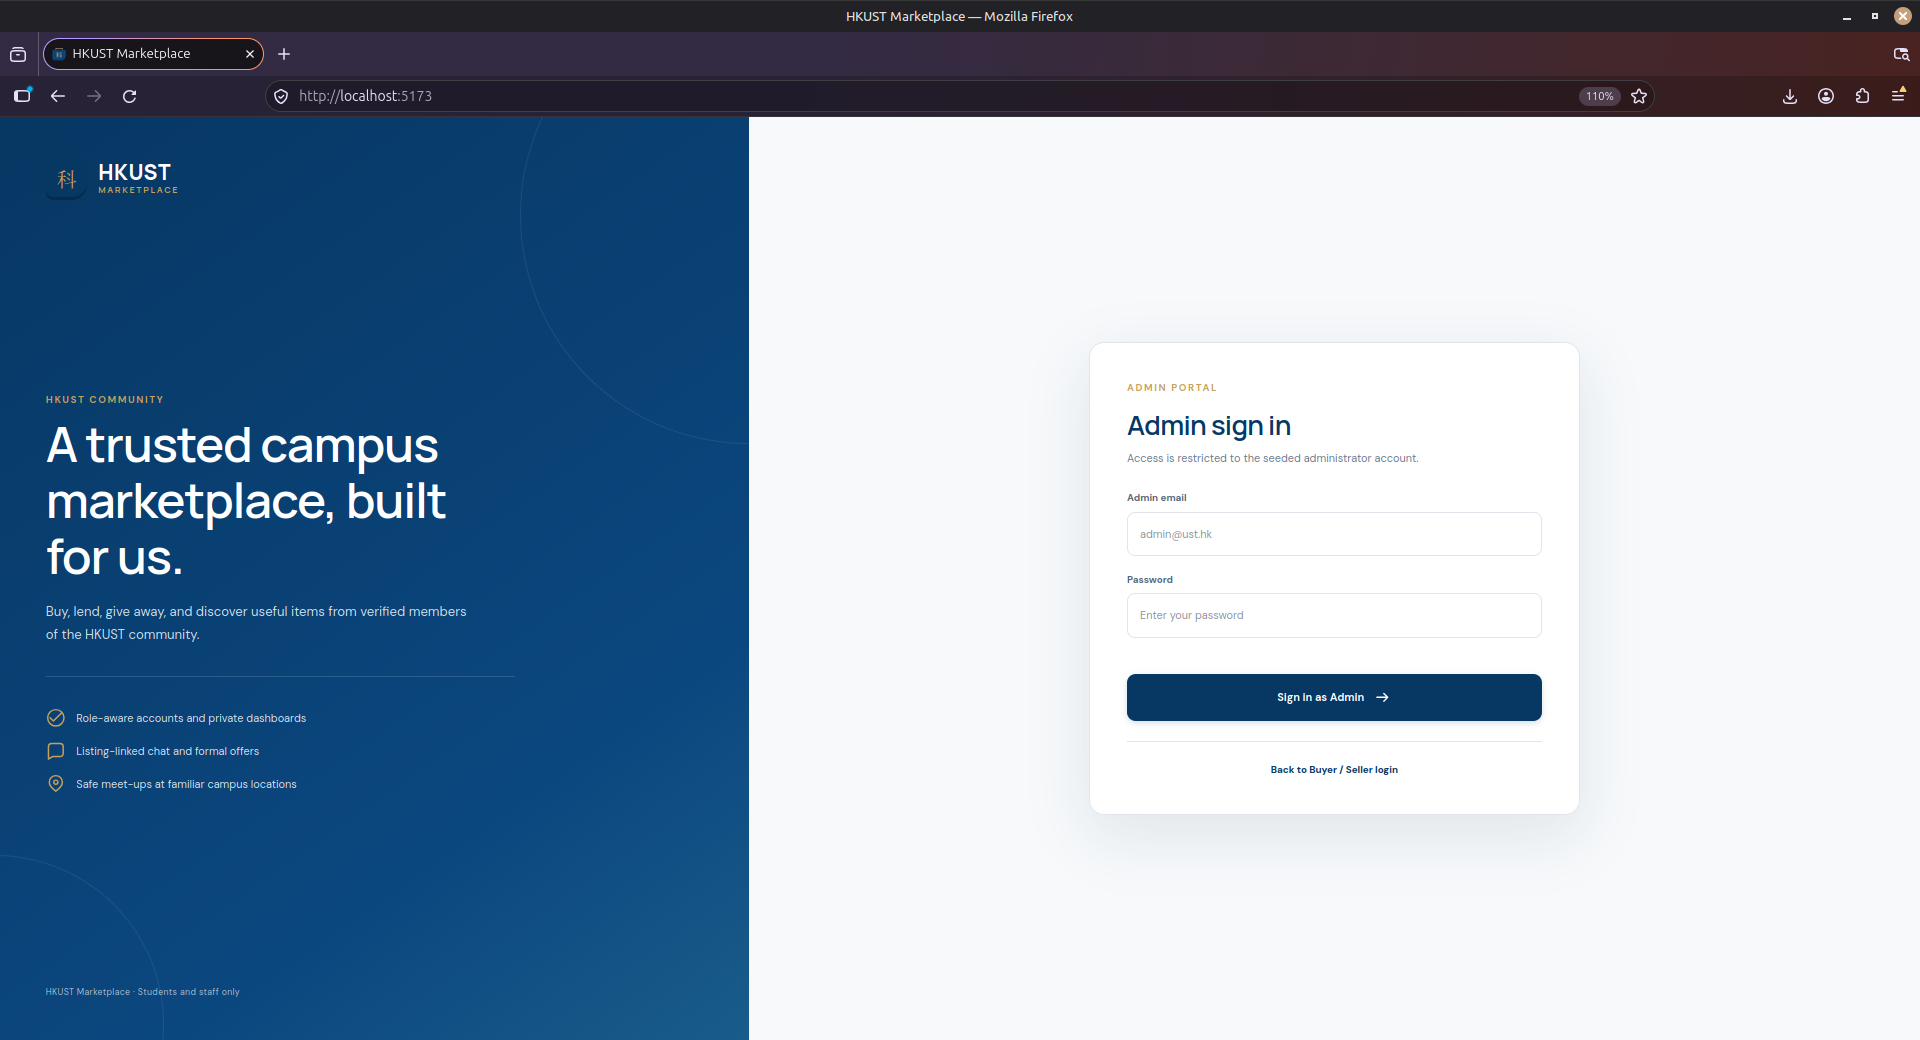 HKUST Marketplace — Mozilla Firefox
HKUST Marketplace
http://localhost:5173
110%
科
HKUST
MARKETPLACE
HKUST COMMUNITY
A trusted campus
marketplace, built
for us.
Buy, lend, give away, and discover useful items from verified members
of the HKUST community.
Role-aware accounts and private dashboards
Listing-linked chat and formal offers
Safe meet-ups at familiar campus locations
HKUST Marketplace · Students and staff only
ADMIN PORTAL
Admin sign in
Access is restricted to the seeded administrator account.
Admin email
admin@ust.hk
Password
Enter your password
Sign in as Admin
Back to Buyer / Seller login